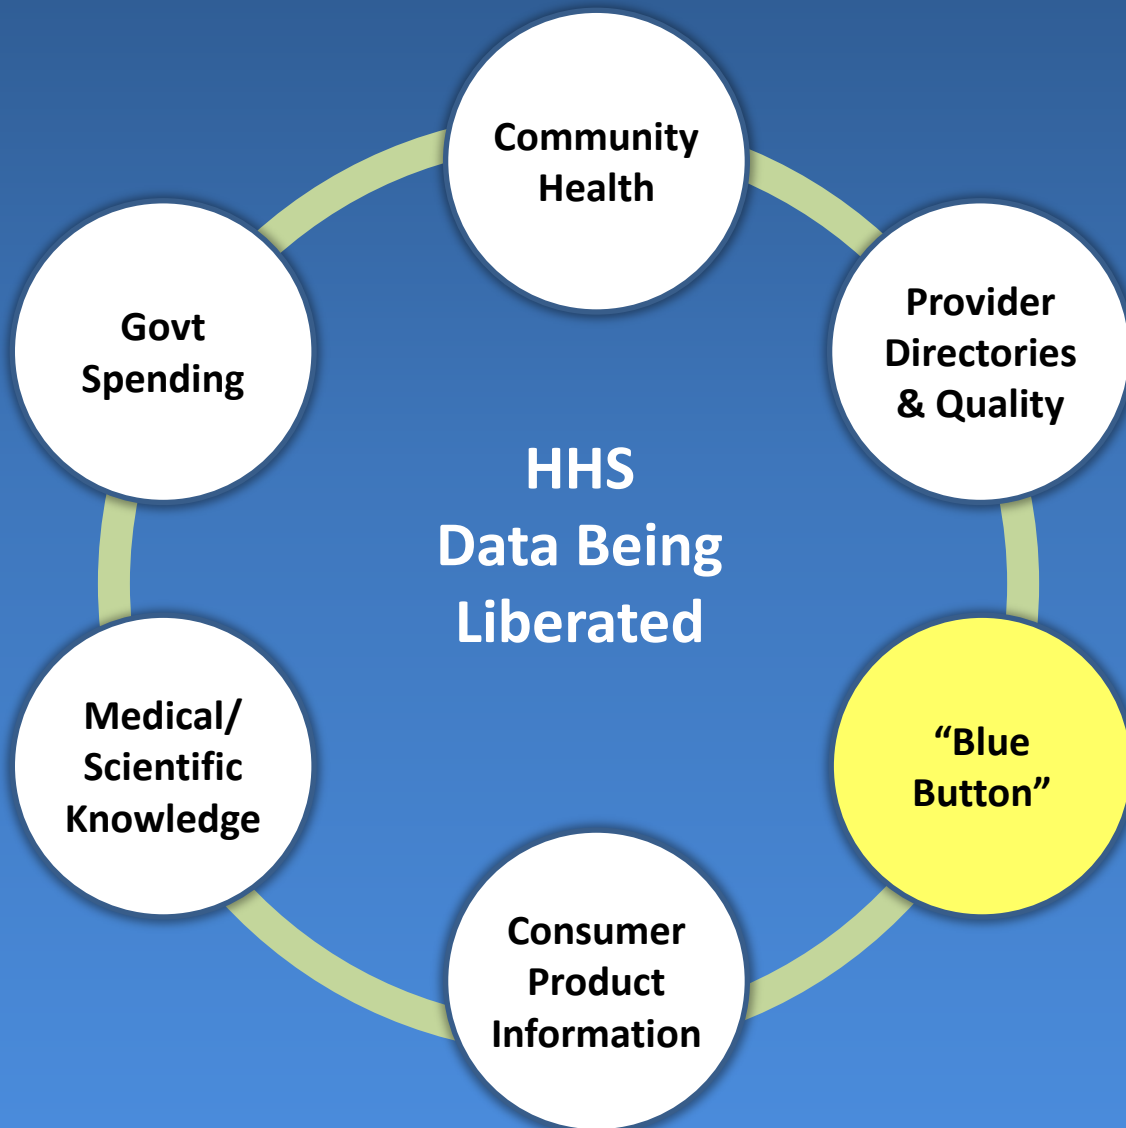 Community
Health
Provider
Directories
& Quality
“Blue
Button”
Consumer
Product
Information
Medical/
Scientific
Knowledge
Govt
Spending
HHS
Data Being
Liberated